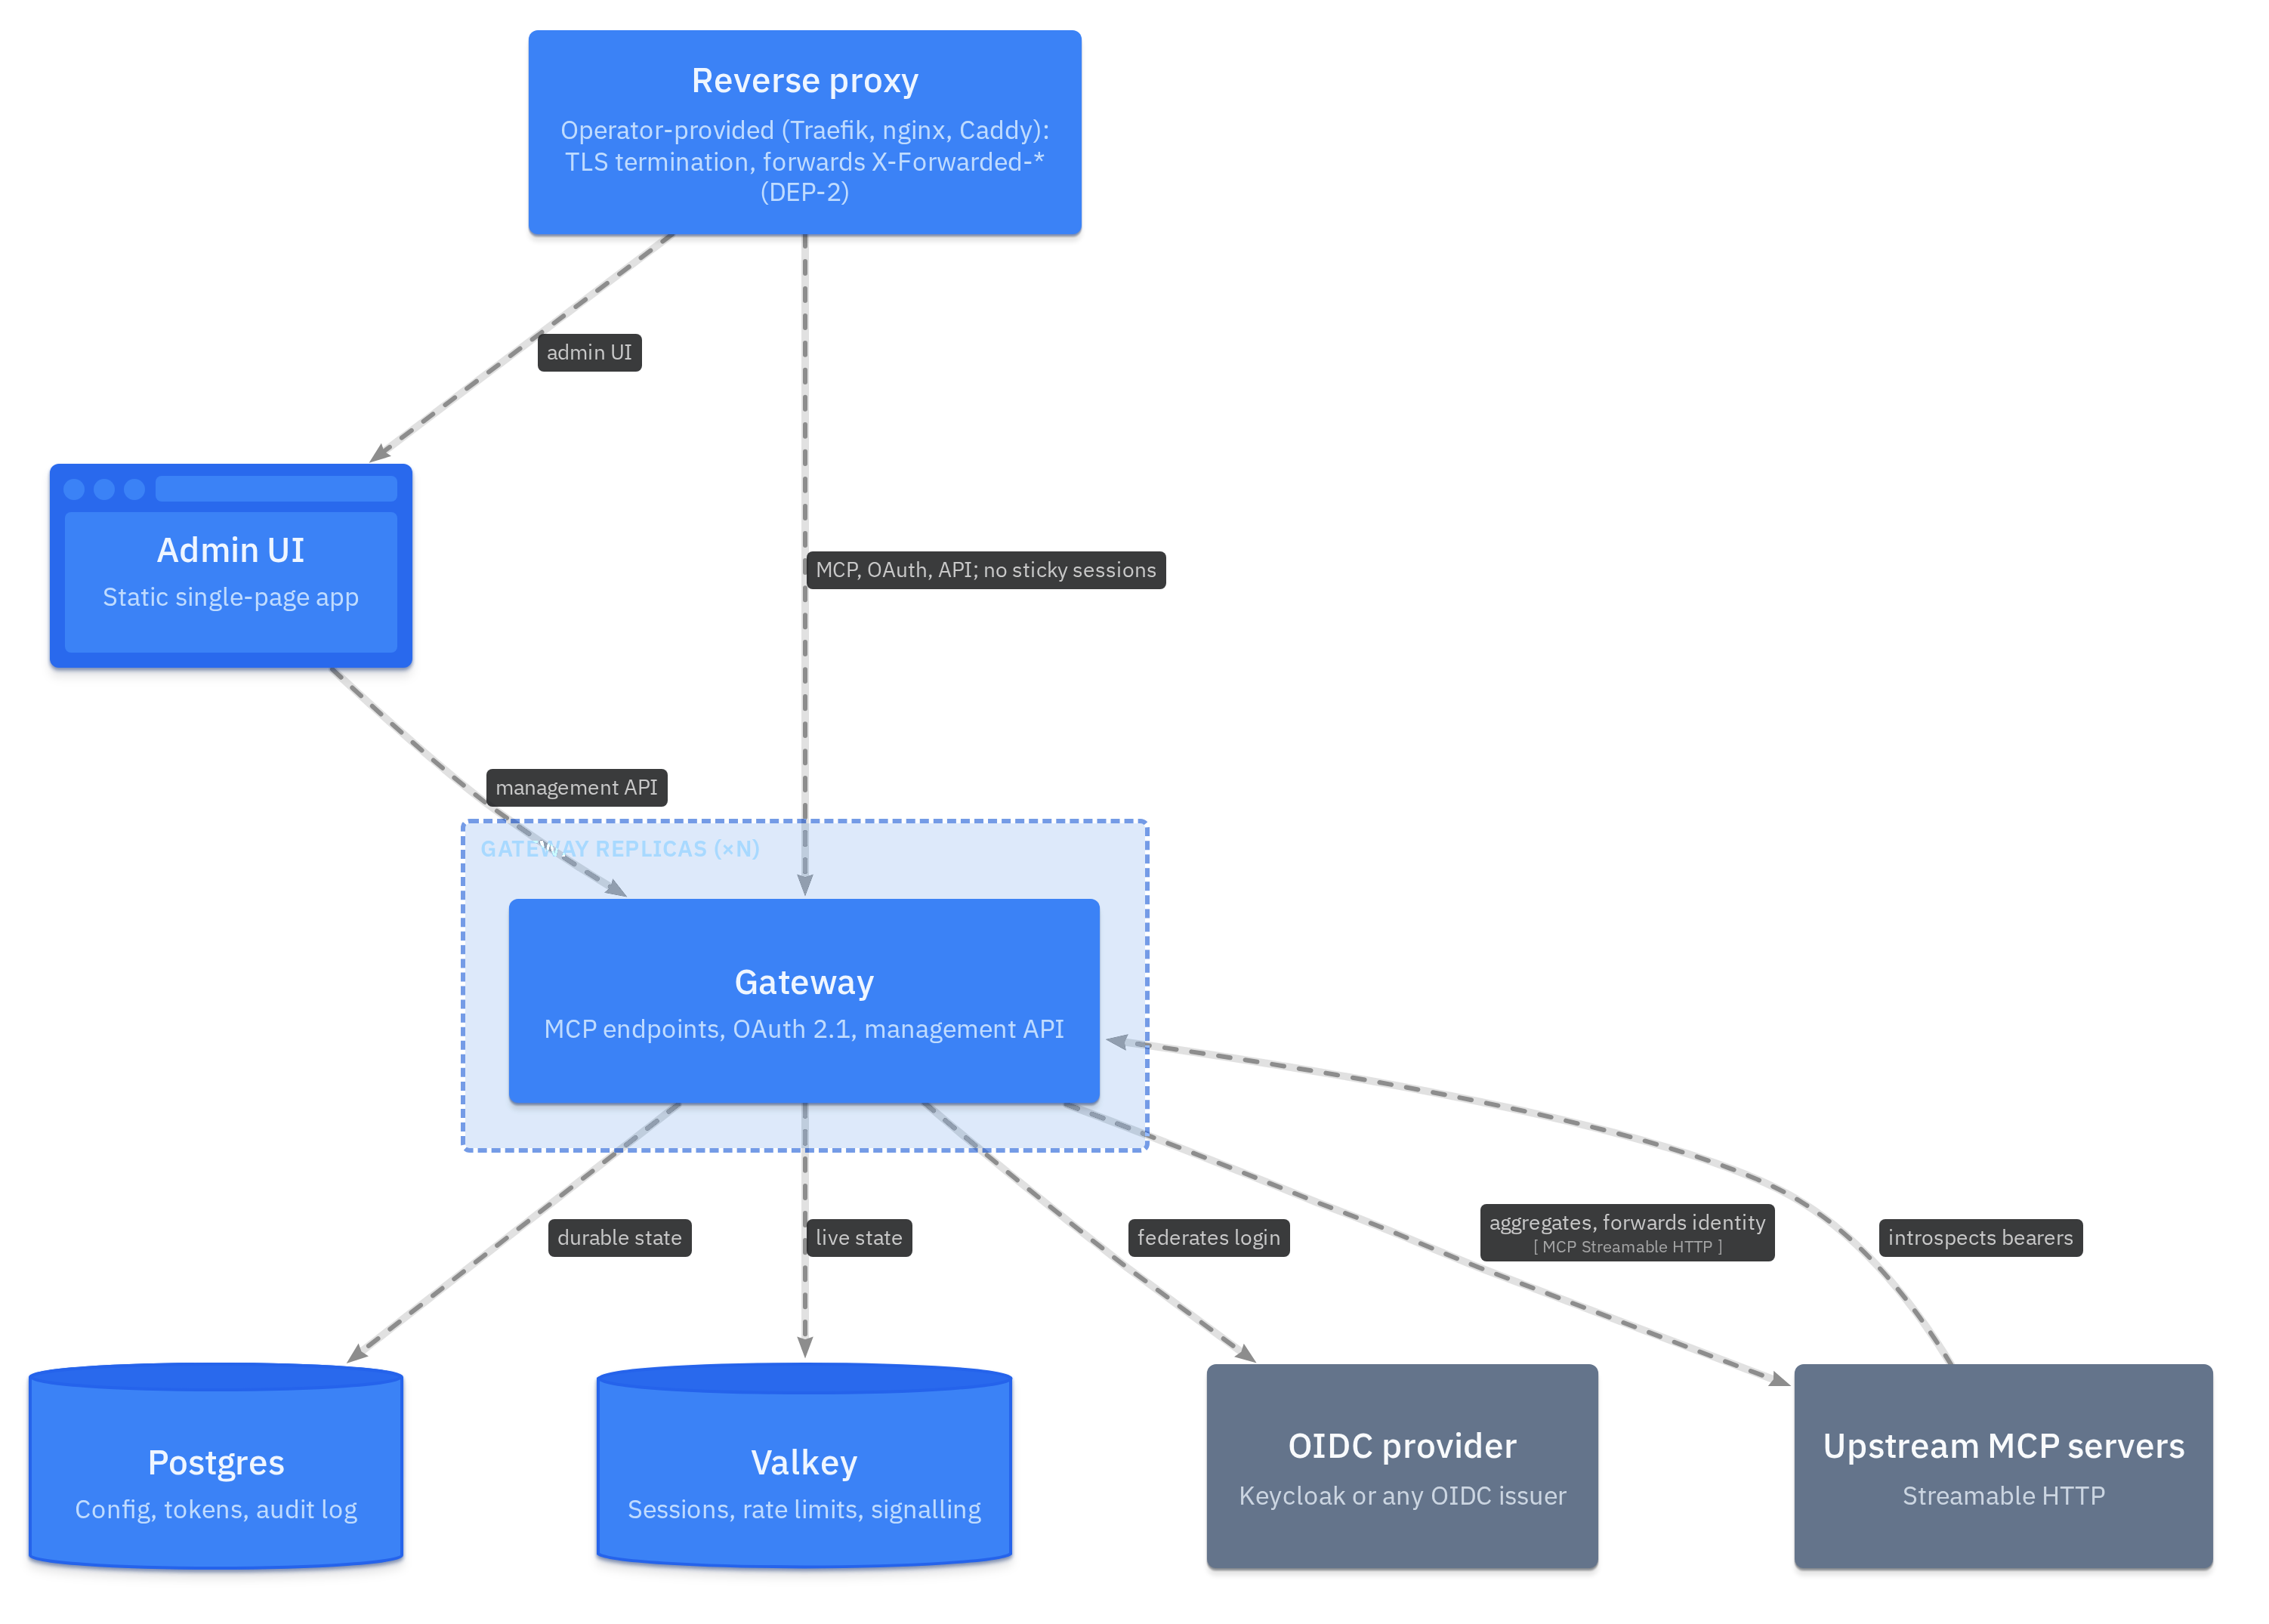 Reverse proxy
Operator-provided (Traefik, nginx, Caddy):
TLS termination, forwards X-Forwarded-*
(DEP-2)
admin UI
Admin UI
Static single-page app
MCP, OAuth, API; no sticky sessions
management API
GATEWAY REPLICAS (×N)
Gateway
MCP endpoints, OAuth 2.1, management API
durable state
live state
federates login
aggregates, forwards identity
[ MCP Streamable HTTP ]
introspects bearers
Postgres
Config, tokens, audit log
Valkey
Sessions, rate limits, signalling
OIDC provider
Keycloak or any OIDC issuer
Upstream MCP servers
Streamable HTTP